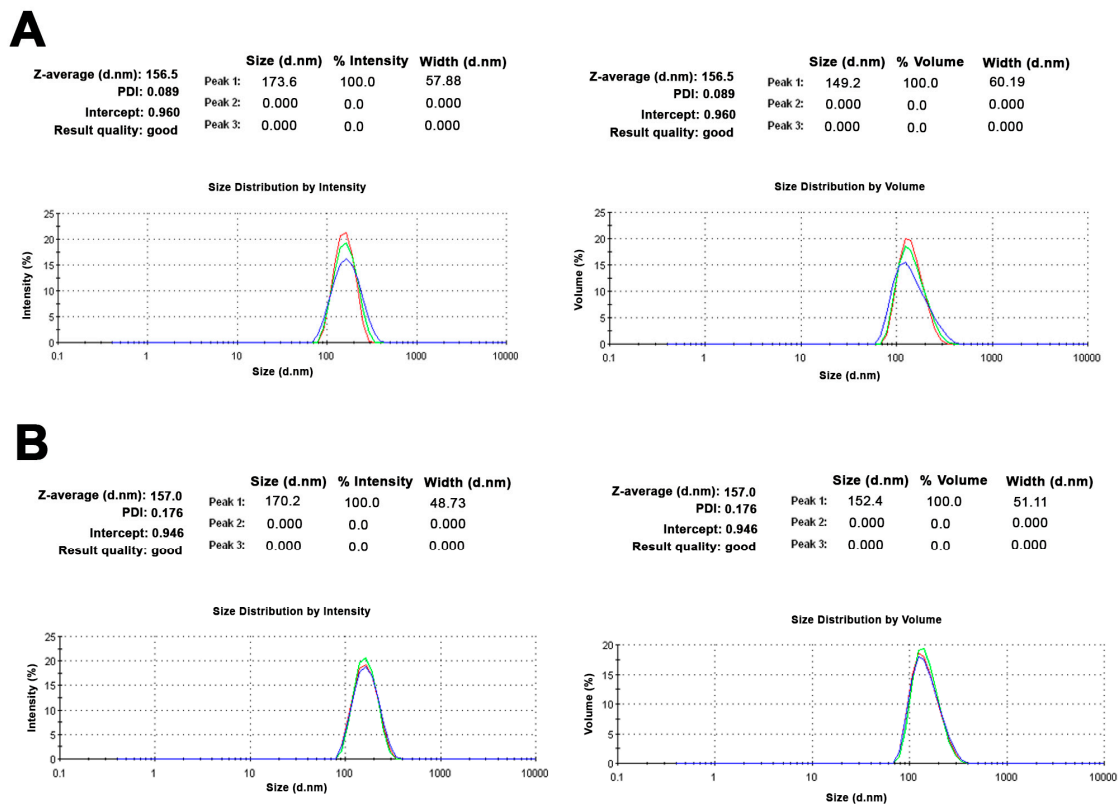 A
Size (d.nm) % Intensity Width (d.nm)
Z-average (d.nm): 156.5
Peak 1: 173.6 100.0 57.88
PDI: 0.089
Peak 2: 0.000 0.0 0.000
Intercept: 0.960
Peak 3: 0.000 0.0 0.000
Result quality: good
Size (d.nm) % Volume Width (d.nm)
Z-average (d.nm): 156.5
Peak 1: 149.2 100.0 60.19
PDI: 0.089
Peak 2: 0.000 0.0 0.000
Intercept: 0.960
Peak 3: 0.000 0.0 0.000
Result quality: good
Size Distribution by Intensity
25
20
15
10
5
0
Intensity (%)
0.1 1 10 100 1000 10000
Size (d.nm)
Size Distribution by Volume
25
20
15
10
5
0
Volume (%)
0.1 1 10 100 1000 10000
Size (d.nm)
B
Size (d.nm) % Intensity Width (d.nm)
Z-average (d.nm): 157.0
Peak 1: 170.2 100.0 48.73
PDI: 0.176
Peak 2: 0.000 0.0 0.000
Intercept: 0.946
Peak 3: 0.000 0.0 0.000
Result quality: good
Size (d.nm) % Volume Width (d.nm)
Z-average (d.nm): 157.0
Peak 1: 152.4 100.0 51.11
PDI: 0.176
Peak 2: 0.000 0.0 0.000
Intercept: 0.946
Peak 3: 0.000 0.0 0.000
Result quality: good
Size Distribution by Intensity
25
20
15
10
5
0
Intensity (%)
0.1 1 10 100 1000 10000
Size (d.nm)
Size Distribution by Volume
20
15
10
5
0
Volume (%)
0.1 1 10 100 1000 10000
Size (d.nm)